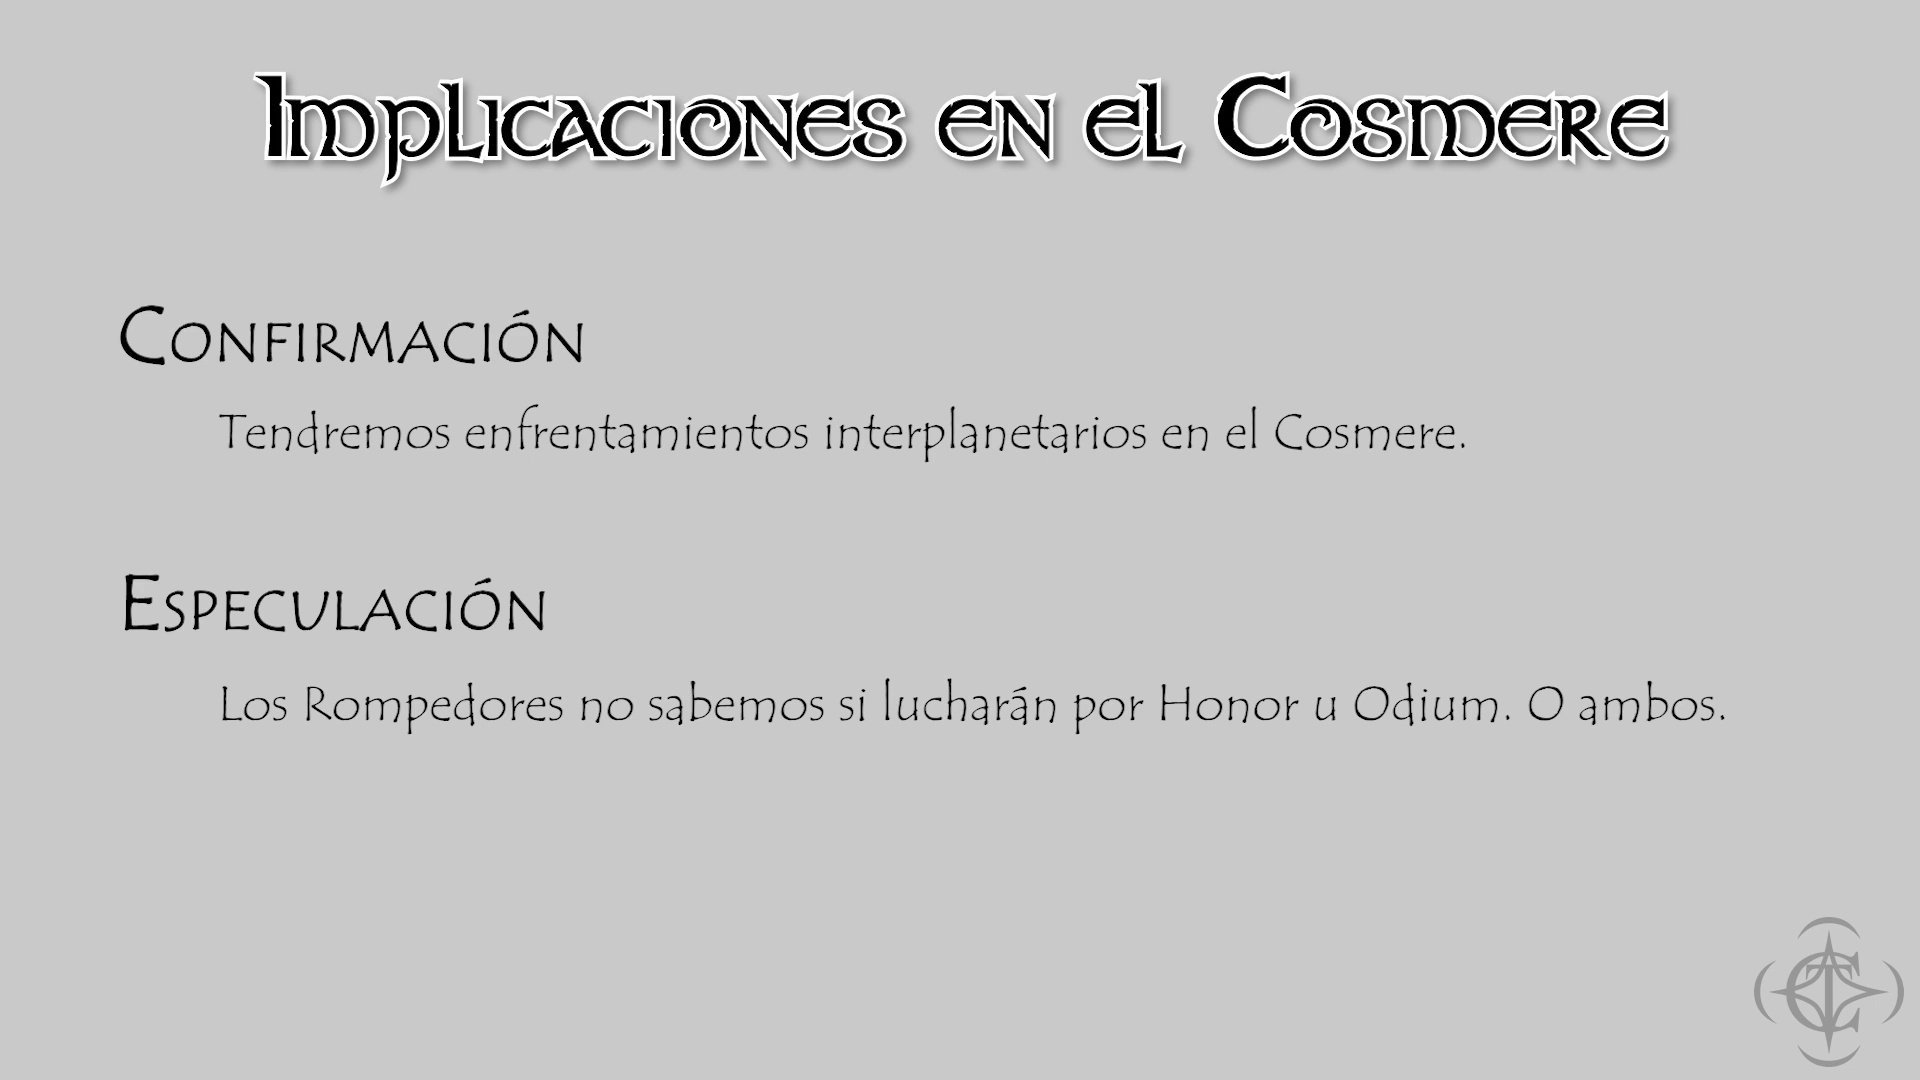 Implicaciones en el Cosmere
Confirmación
Tendremos enfrentamientos interplanetarios en el Cosmere.
Especulación
Los Rompedores no sabemos si lucharán por Honor u Odium. O ambos.